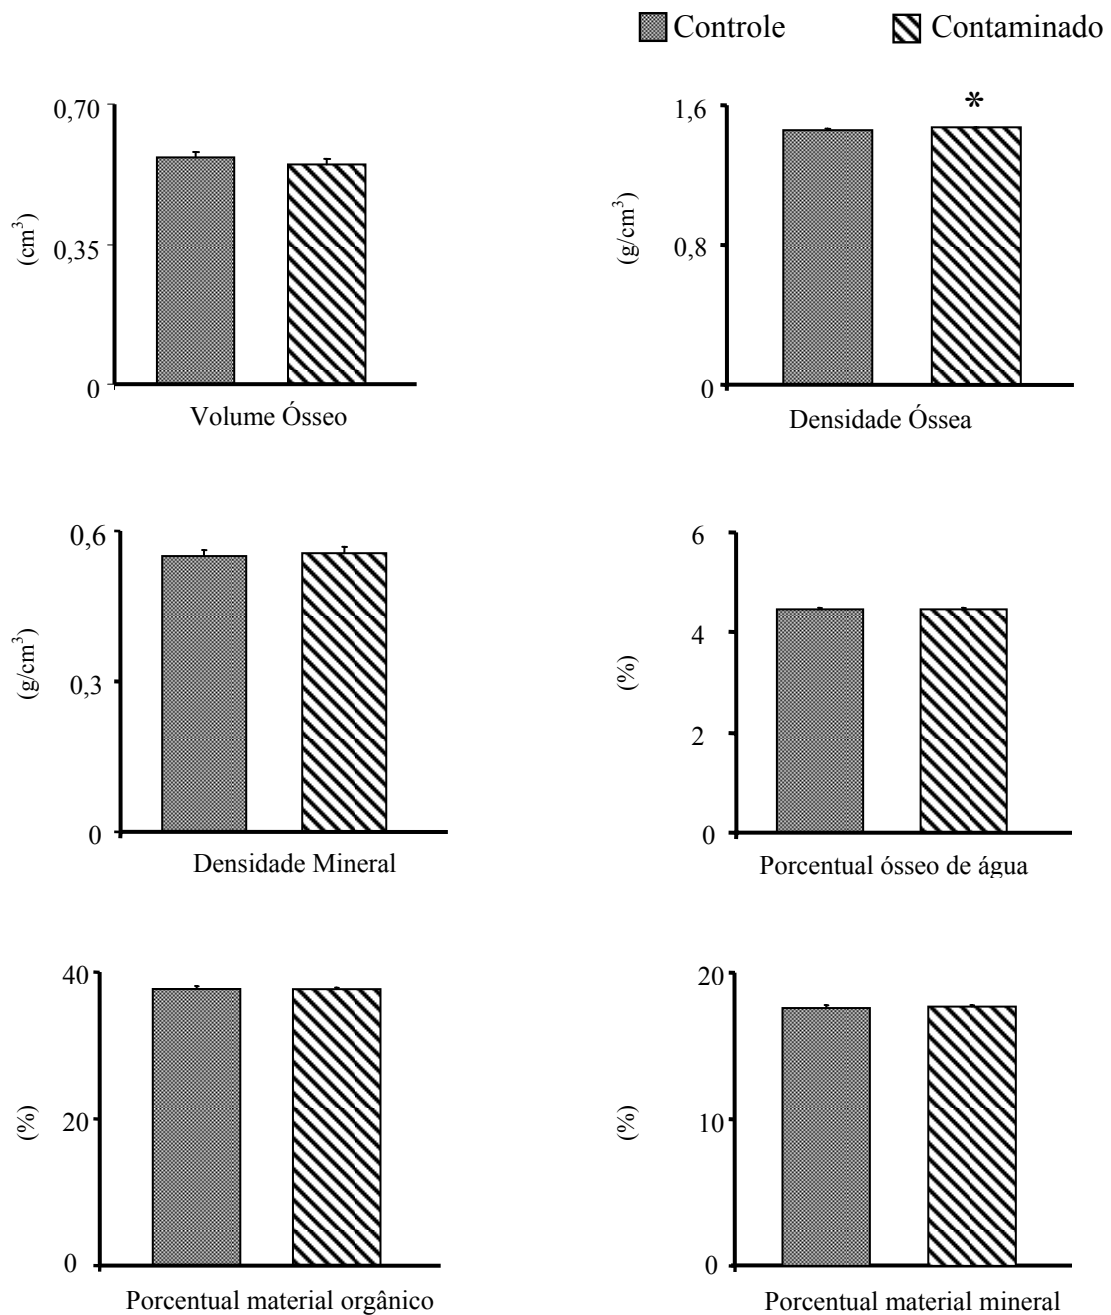 Controle Contaminado
0,70
0,35
0
(cm³)
Volume Ósseo
*
1,6
0,8
0
(g/cm³)
Densidade Óssea
0,6
0,3
0
(g/cm³)
Densidade Mineral
6
4
2
0
(%)
Porcentual ósseo de água
40
20
0
(%)
Porcentual material orgânico
20
10
0
(%)
Porcentual material mineral